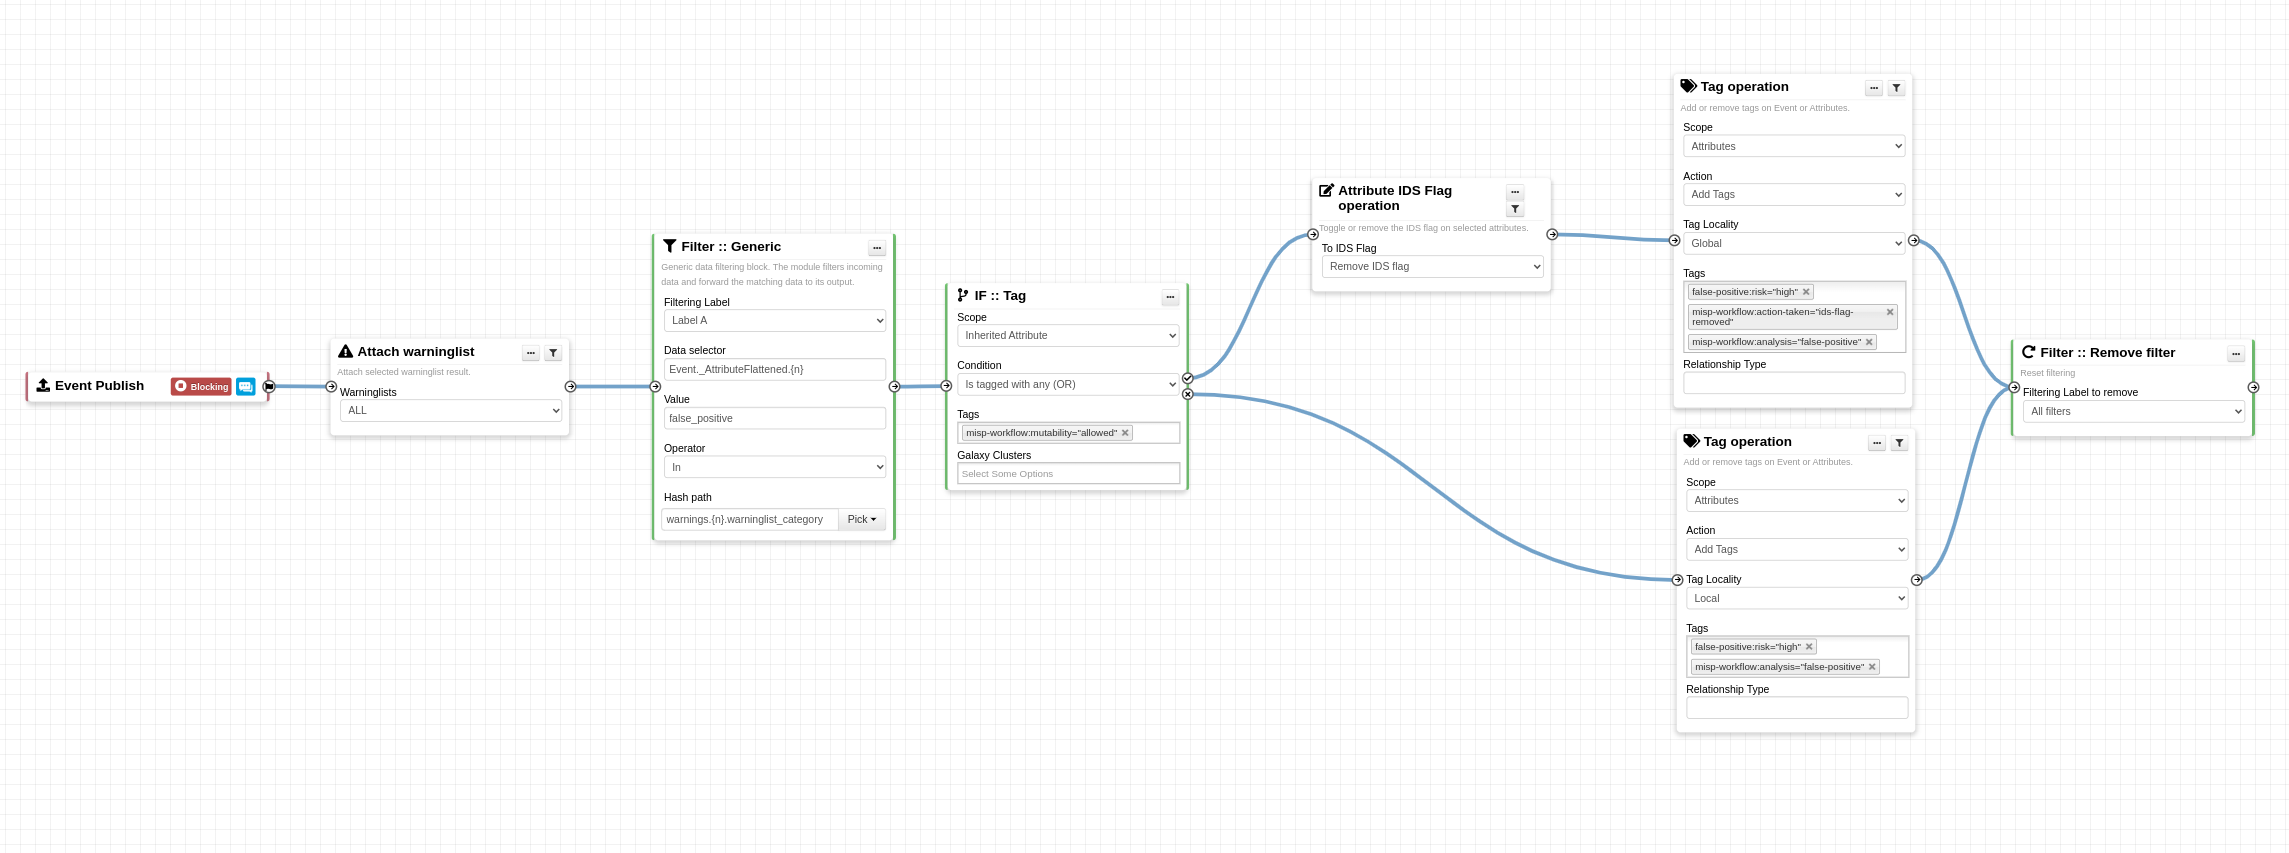 Event Publish
Blocking
Attach warninglist
Attach selected warninglist result.
Warninglists
ALL
Filter :: Generic
Generic data filtering block. The module filters incoming
data and forward the matching data to its output.
Filtering Label
Label A
Data selector
Event._AttributeFlattened.{n}
Value
false_positive
Operator
In
Hash path
warnings.{n}.warninglist_category
Pick
IF :: Tag
Scope
Inherited Attribute
Condition
Is tagged with any (OR)
Tags
misp-workflow:mutability="allowed"
Galaxy Clusters
Select Some Options
Attribute IDS Flag
operation
Toggle or remove the IDS flag on selected attributes.
To IDS Flag
Remove IDS flag
Tag operation
Add or remove tags on Event or Attributes.
Scope
Attributes
Action
Add Tags
Tag Locality
Global
Tags
false-positive:risk="high"
misp-workflow:action-taken="ids-flag-
removed"
misp-workflow:analysis="false-positive"
Relationship Type
Tag operation
Add or remove tags on Event or Attributes.
Scope
Attributes
Action
Add Tags
Tag Locality
Local
Tags
false-positive:risk="high"
misp-workflow:analysis="false-positive"
Relationship Type
Filter :: Remove filter
Reset filtering
Filtering Label to remove
All filters